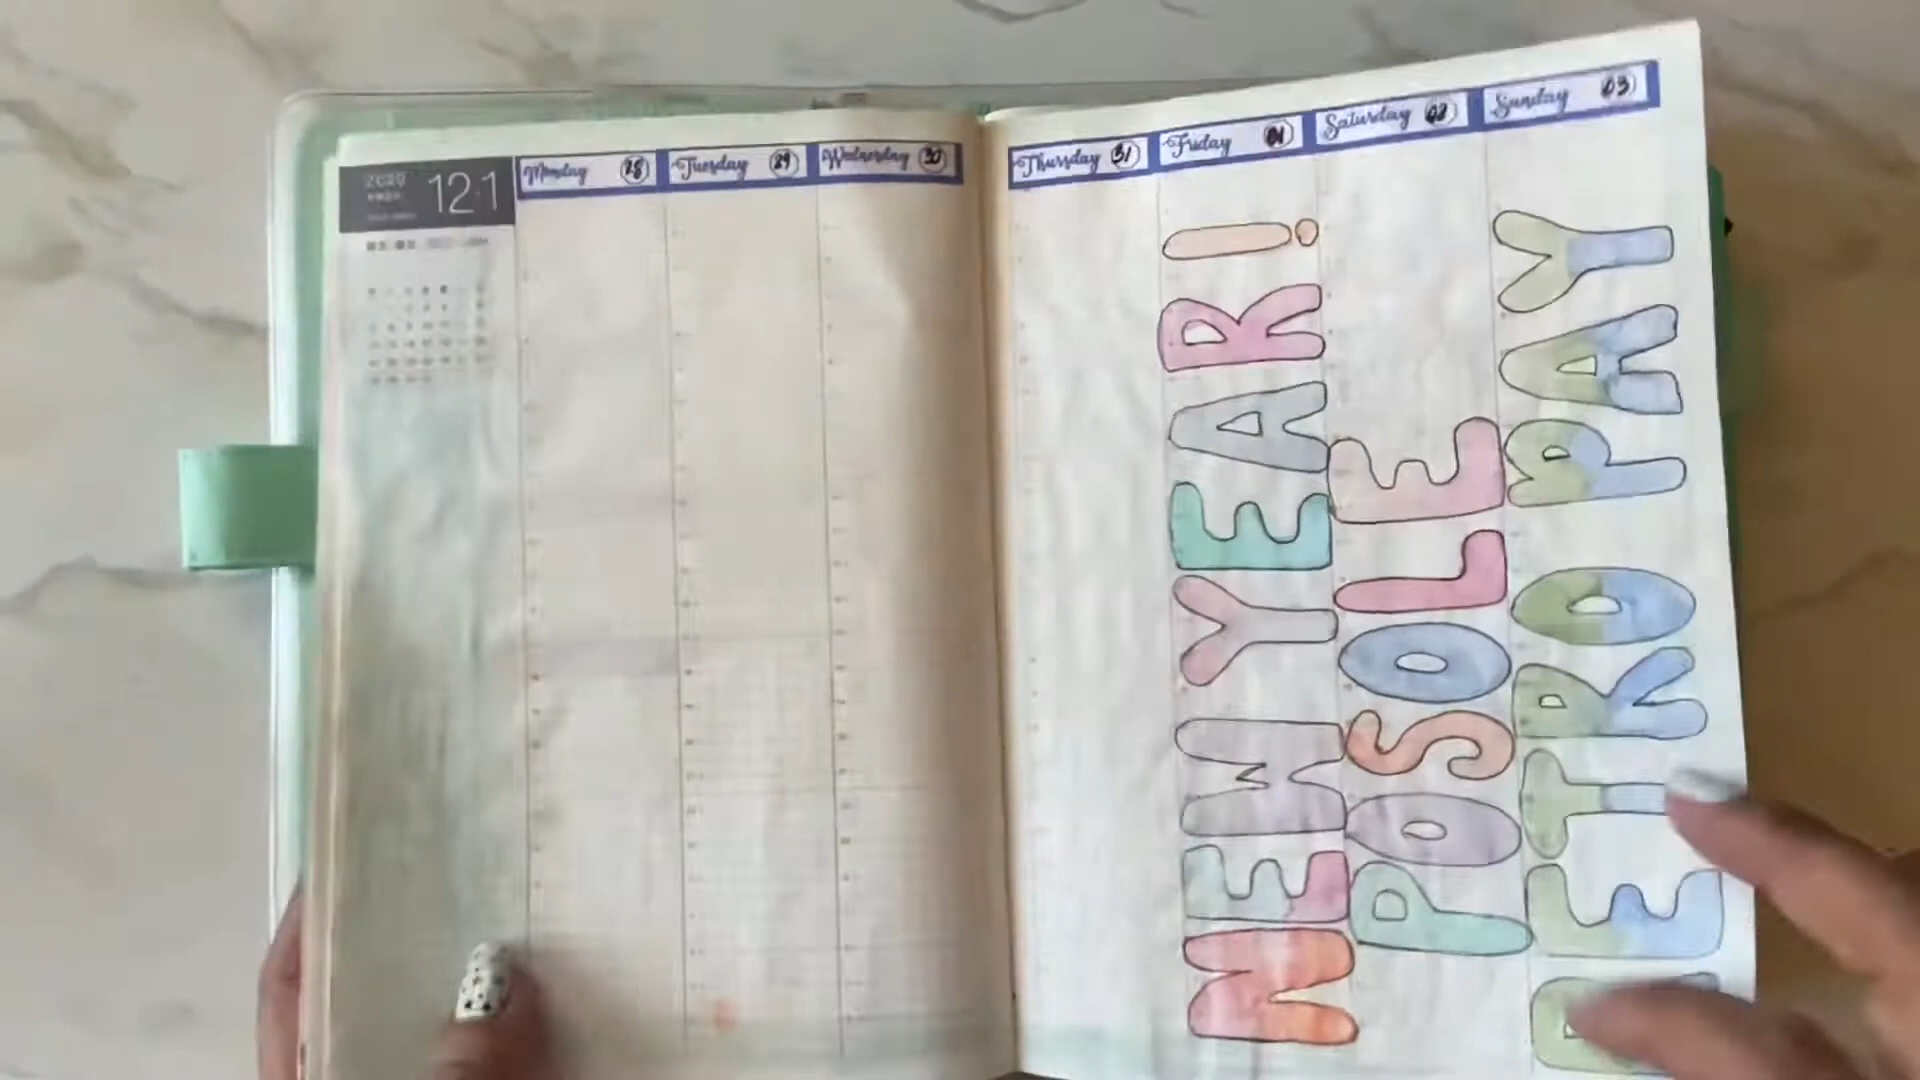 2020
12·1
Monday 28
Tuesday 29
Wednesday 30
Thursday 31
Friday 01
Saturday 02
Sunday 03
NEW YEAR!
POSOLE
RETRO PAY